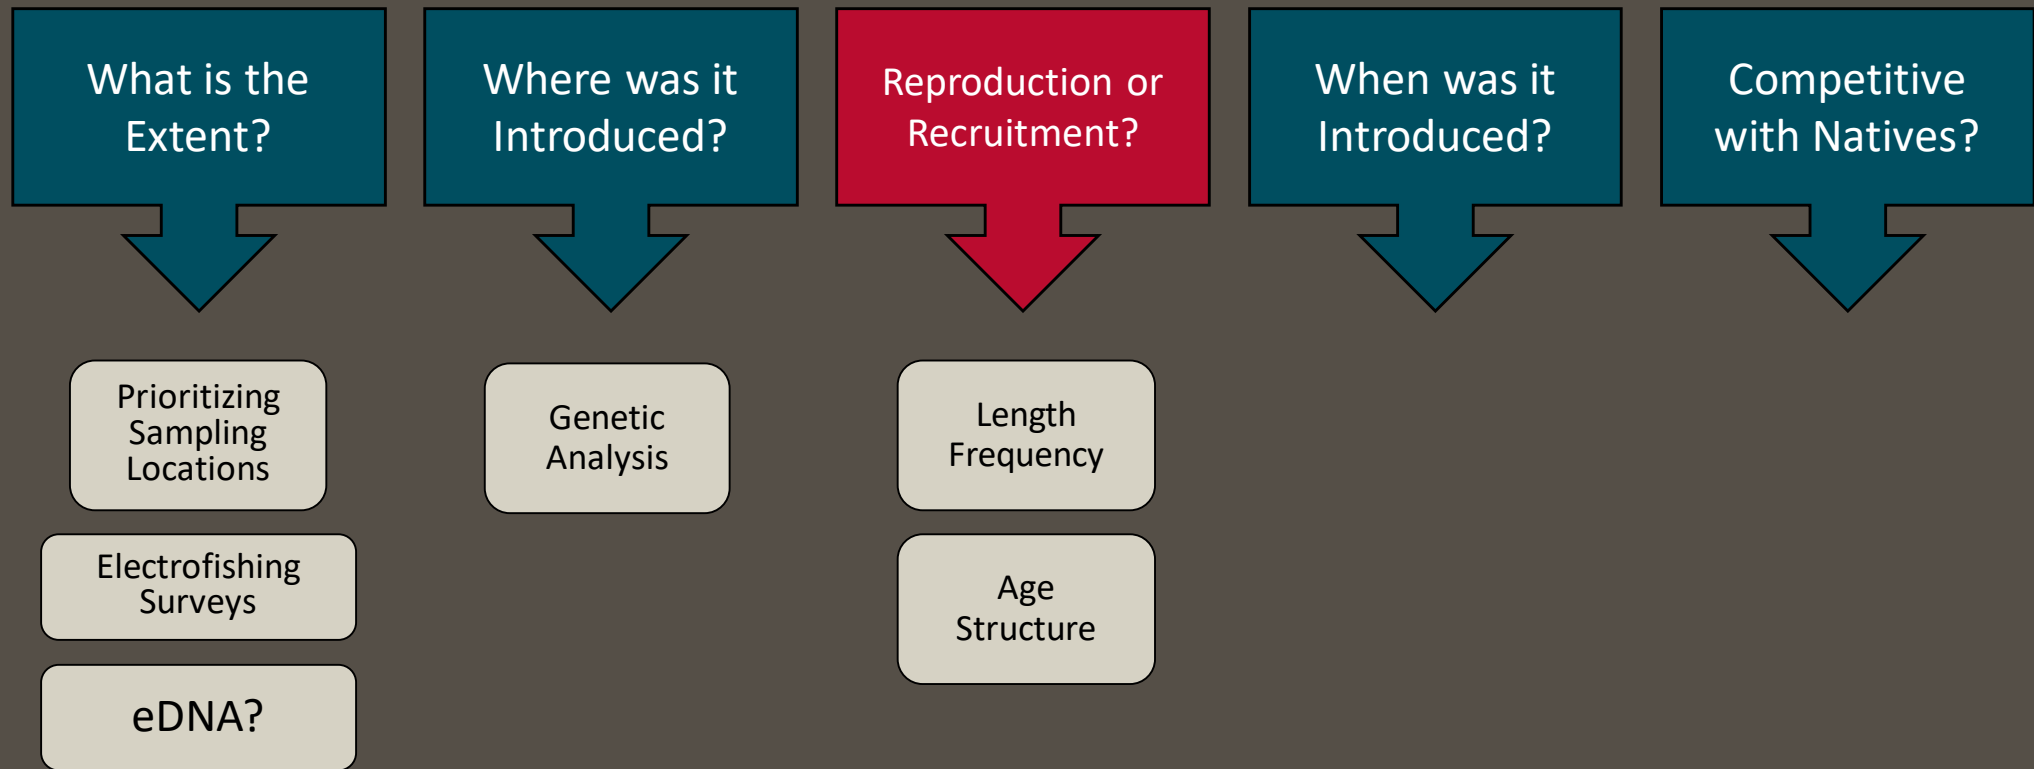 What is the
Extent?
Where was it
Introduced?
Reproduction or
Recruitment?
When was it
Introduced?
Competitive
with Natives?
Prioritizing
Sampling
Locations
Electrofishing
Surveys
eDNA?
Genetic
Analysis
Length
Frequency
Age
Structure